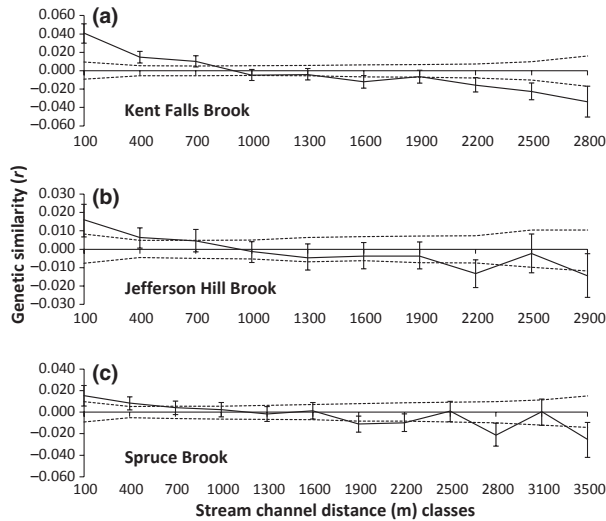 (a)
0.060
0.040
0.020
0.000
−0.020
−0.040
−0.060
Kent Falls Brook
100 400 700 1000 1300 1600 1900 2200 2500 2800
(b)
0.030
0.020
0.010
0.000
−0.010
−0.020
−0.030
Jefferson Hill Brook
100 400 700 1000 1300 1600 1900 2200 2500 2900
Genetic similarity (r)
(c)
0.040
0.020
0.000
−0.020
−0.040
−0.060
Spruce Brook
100 400 700 1000 1300 1600 1900 2200 2500 2800 3100 3500
Stream channel distance (m) classes